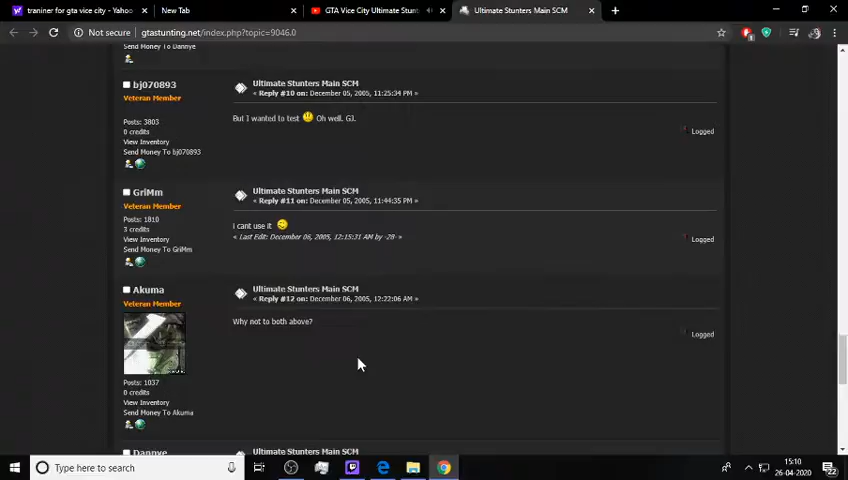 traniner for gta vice city - Yahoo
New Tab
GTA Vice City Ultimate Stunt
Ultimate Stunters Main SCM
Not secure
gtastunting.net/index.php?topic=9046.0
Send Money To Dannye
bj070893
Veteran Member
Posts: 3803
0 credits
View Inventory
Send Money To bj070893
Ultimate Stunters Main SCM
« Reply #10 on: December 05, 2005, 11:25:34 PM »
But I wanted to test Oh well. GJ.
Logged
GriMm
Veteran Member
Posts: 1810
3 credits
View Inventory
Send Money To GriMm
Ultimate Stunters Main SCM
« Reply #11 on: December 05, 2005, 11:44:35 PM »
i cant use it
« Last Edit: December 06, 2005, 12:15:31 AM by -28- »
Logged
Akuma
Veteran Member
Posts: 1037
0 credits
View Inventory
Send Money To Akuma
Ultimate Stunters Main SCM
« Reply #12 on: December 06, 2005, 12:22:06 AM »
Why not to both above?
Logged
Dannye
Ultimate Stunters Main SCM
Type here to search
15:10
26-04-2020
22